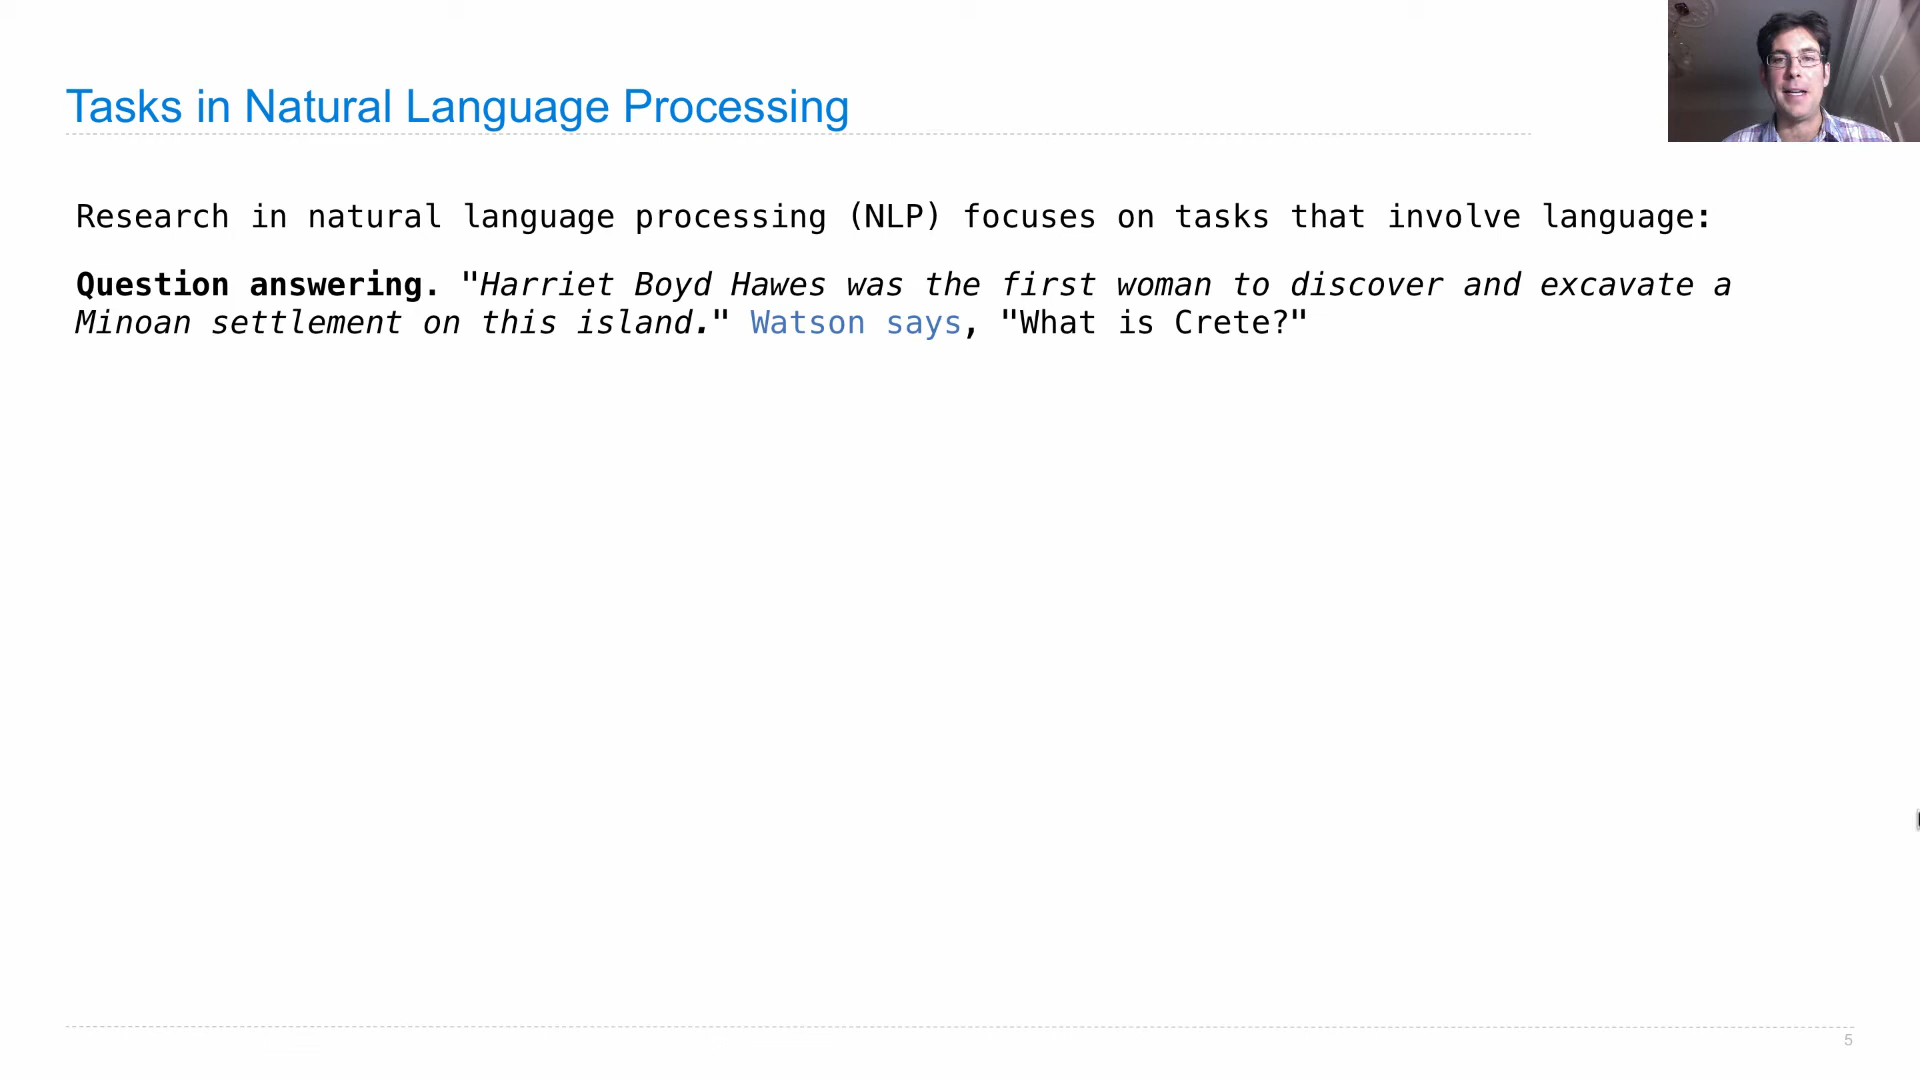 Tasks in Natural Language Processing
Research in natural language processing (NLP) focuses on tasks that involve language:
Question answering. "Harriet Boyd Hawes was the first woman to discover and excavate a
Minoan settlement on this island." Watson says, "What is Crete?"
5